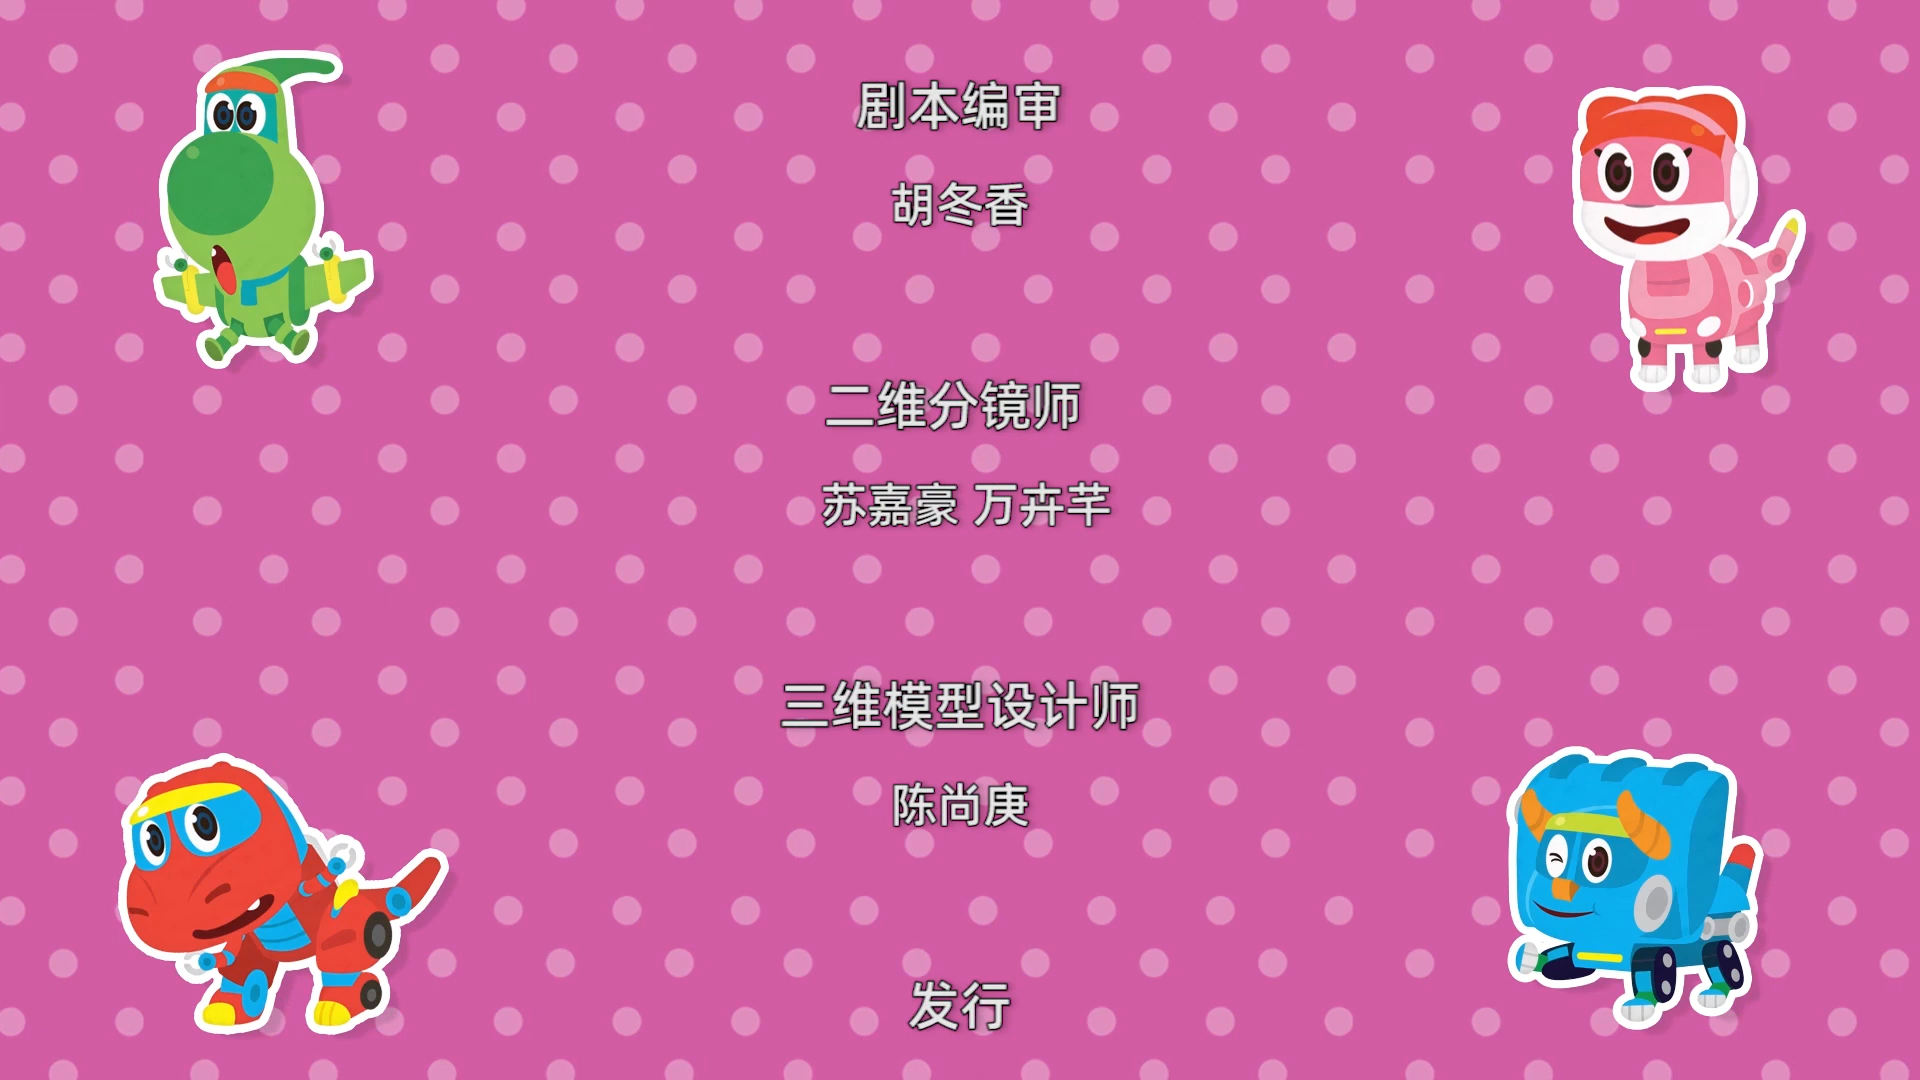 剧本编审
胡冬香
二维分镜师
苏嘉豪 万卉芊
三维模型设计师
陈尚庚
发行